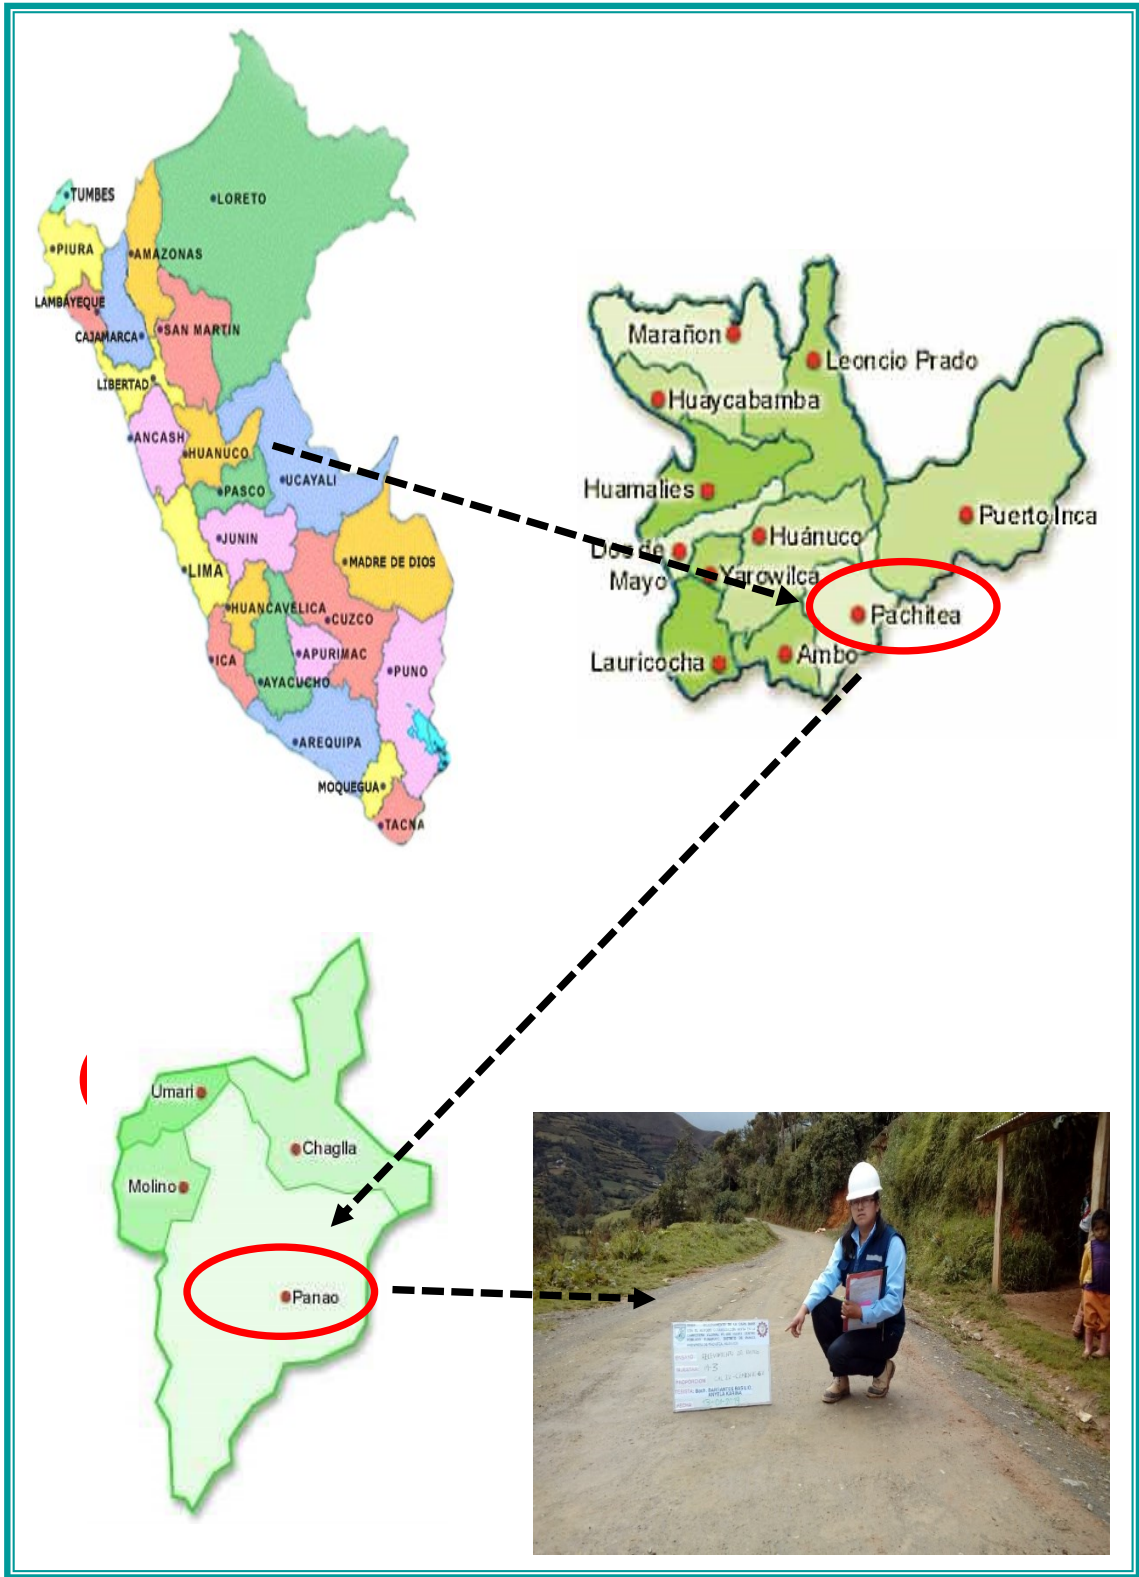 TUMBES
LORETO
PIURA
AMAZONAS
LAMBAYEQUE
SAN MARTIN
CAJAMARCA
LIBERTAD
ANCASH
HUANUCO
UCAYALI
PASCO
JUNIN
LIMA
MADRE DE DIOS
HUANCAVELICA
CUZCO
ICA
APURIMAC
AYACUCHO
PUNO
AREQUIPA
MOQUEGUA
TACNA
Marañon
Leoncio Prado
Huaycabamba
Huamalies
Puerto Inca
Huánuco
Dos de
Mayo
Yarowilca
Pachitea
Lauricocha
Ambo
Umari
Chaglla
Molino
Panao